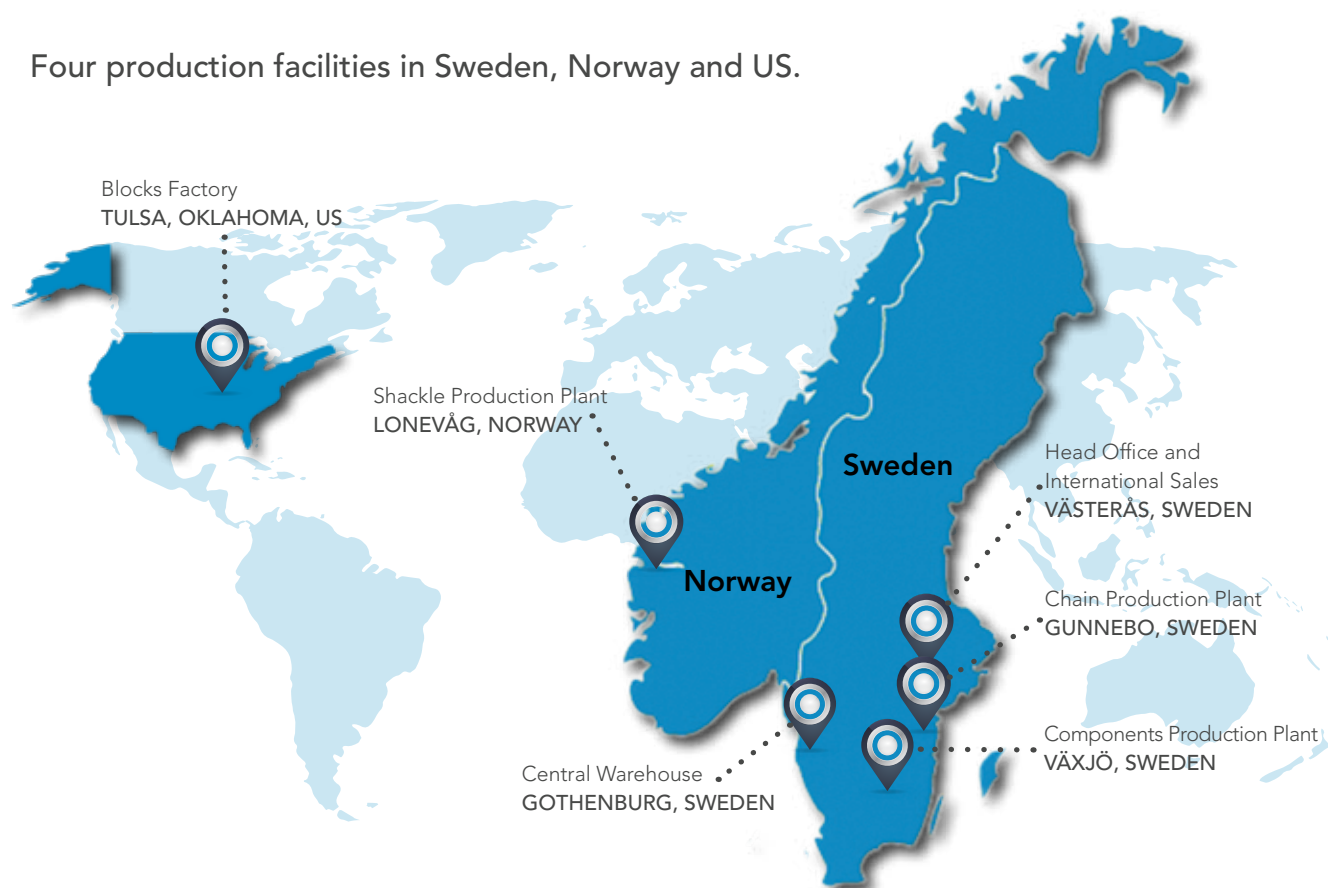 Four production facilities in Sweden, Norway and US.
Blocks Factory
TULSA, OKLAHOMA, US
Shackle Production Plant
LONEVÅG, NORWAY
Sweden
Head Office and
International Sales
VÄSTERÅS, SWEDEN
Norway
Chain Production Plant
GUNNEBO, SWEDEN
Components Production Plant
VÄXJÖ, SWEDEN
Central Warehouse
GOTHENBURG, SWEDEN